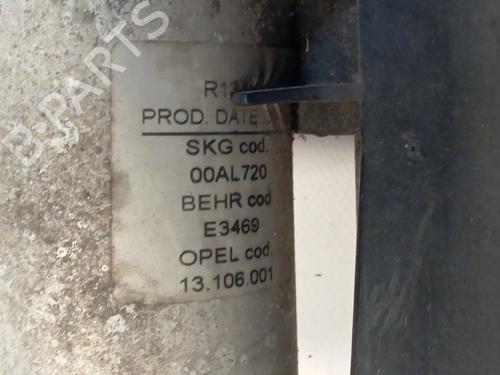 B-PARTS
PROD. DATE
SKG cod.
00AL720
BEHR cod
E3469
OPEL cod.
13.106.001